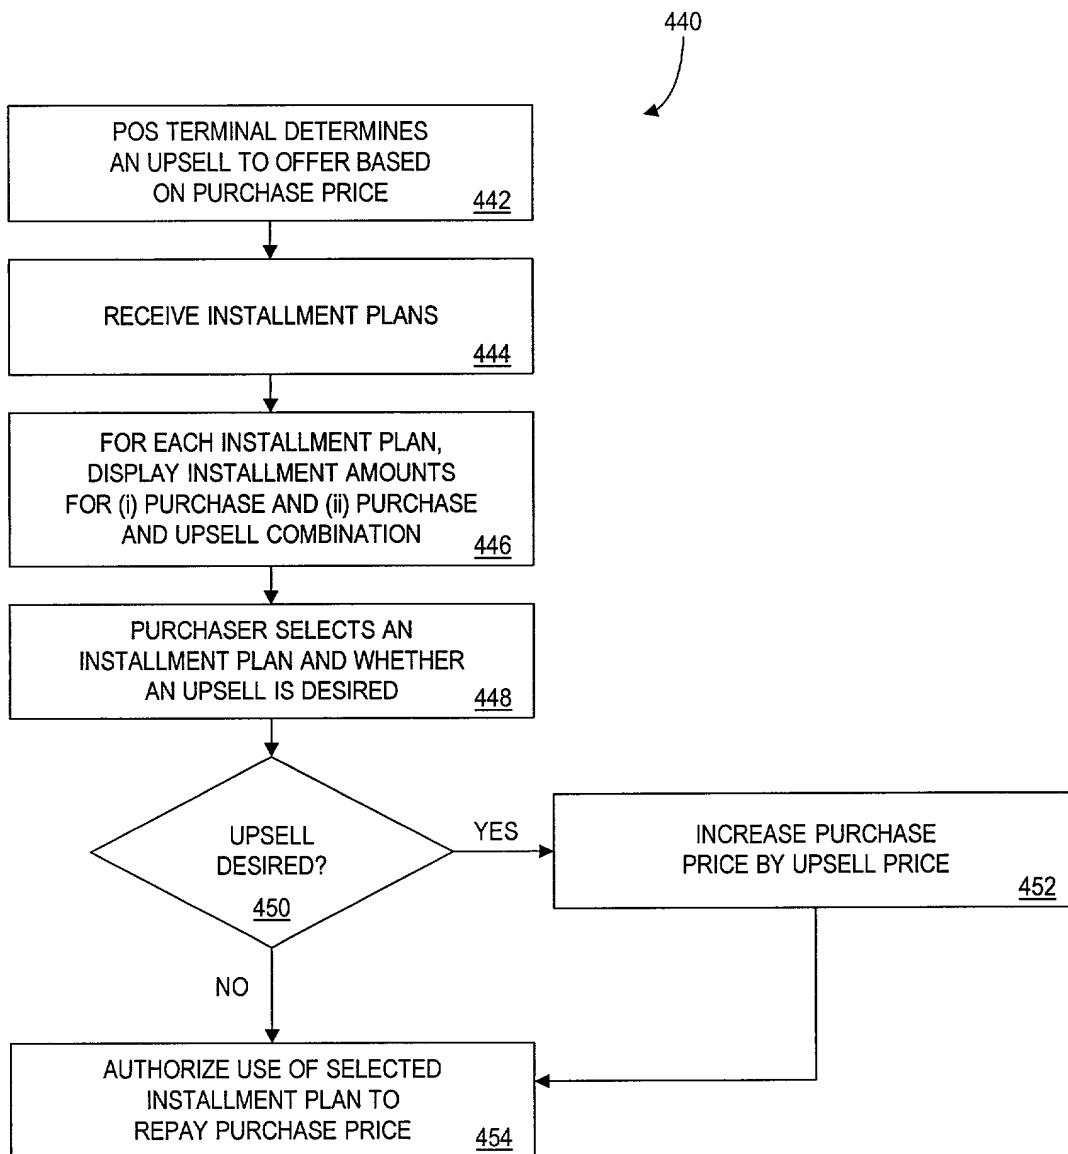 440
POS TERMINAL DETERMINES
AN UPSELL TO OFFER BASED
ON PURCHASE PRICE
442
RECEIVE INSTALLMENT PLANS
444
FOR EACH INSTALLMENT PLAN,
DISPLAY INSTALLMENT AMOUNTS
FOR (i) PURCHASE AND (ii) PURCHASE
AND UPSELL COMBINATION
446
PURCHASER SELECTS AN
INSTALLMENT PLAN AND WHETHER
AN UPSELL IS DESIRED
448
UPSELL
DESIRED?
450
YES
INCREASE PURCHASE
PRICE BY UPSELL PRICE
452
NO
AUTHORIZE USE OF SELECTED
INSTALLMENT PLAN TO
REPAY PURCHASE PRICE
454